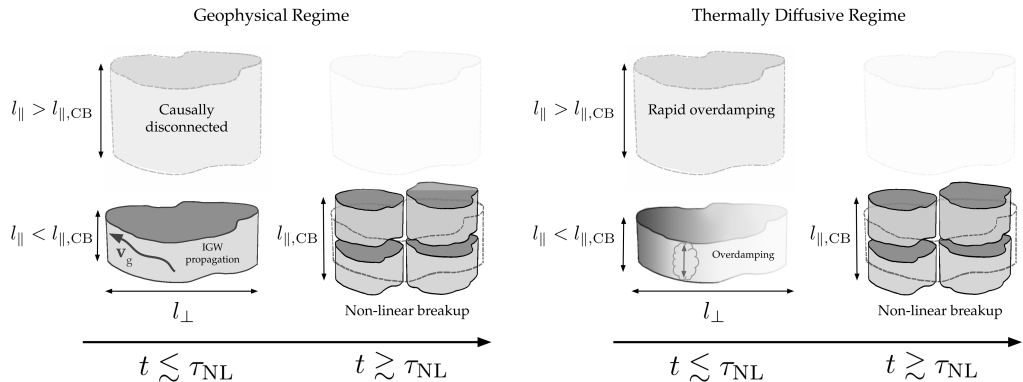 Geophysical Regime
l∥ > l∥,CB
Causally
disconnected
l∥ < l∥,CB
v_g
IGW
propagation
l∥,CB
l⊥
Non-linear breakup
t ≲ τ_NL
t ≳ τ_NL
Thermally Diffusive Regime
l∥ > l∥,CB
Rapid overdamping
l∥ < l∥,CB
Overdamping
l∥,CB
l⊥
Non-linear breakup
t ≲ τ_NL
t ≳ τ_NL